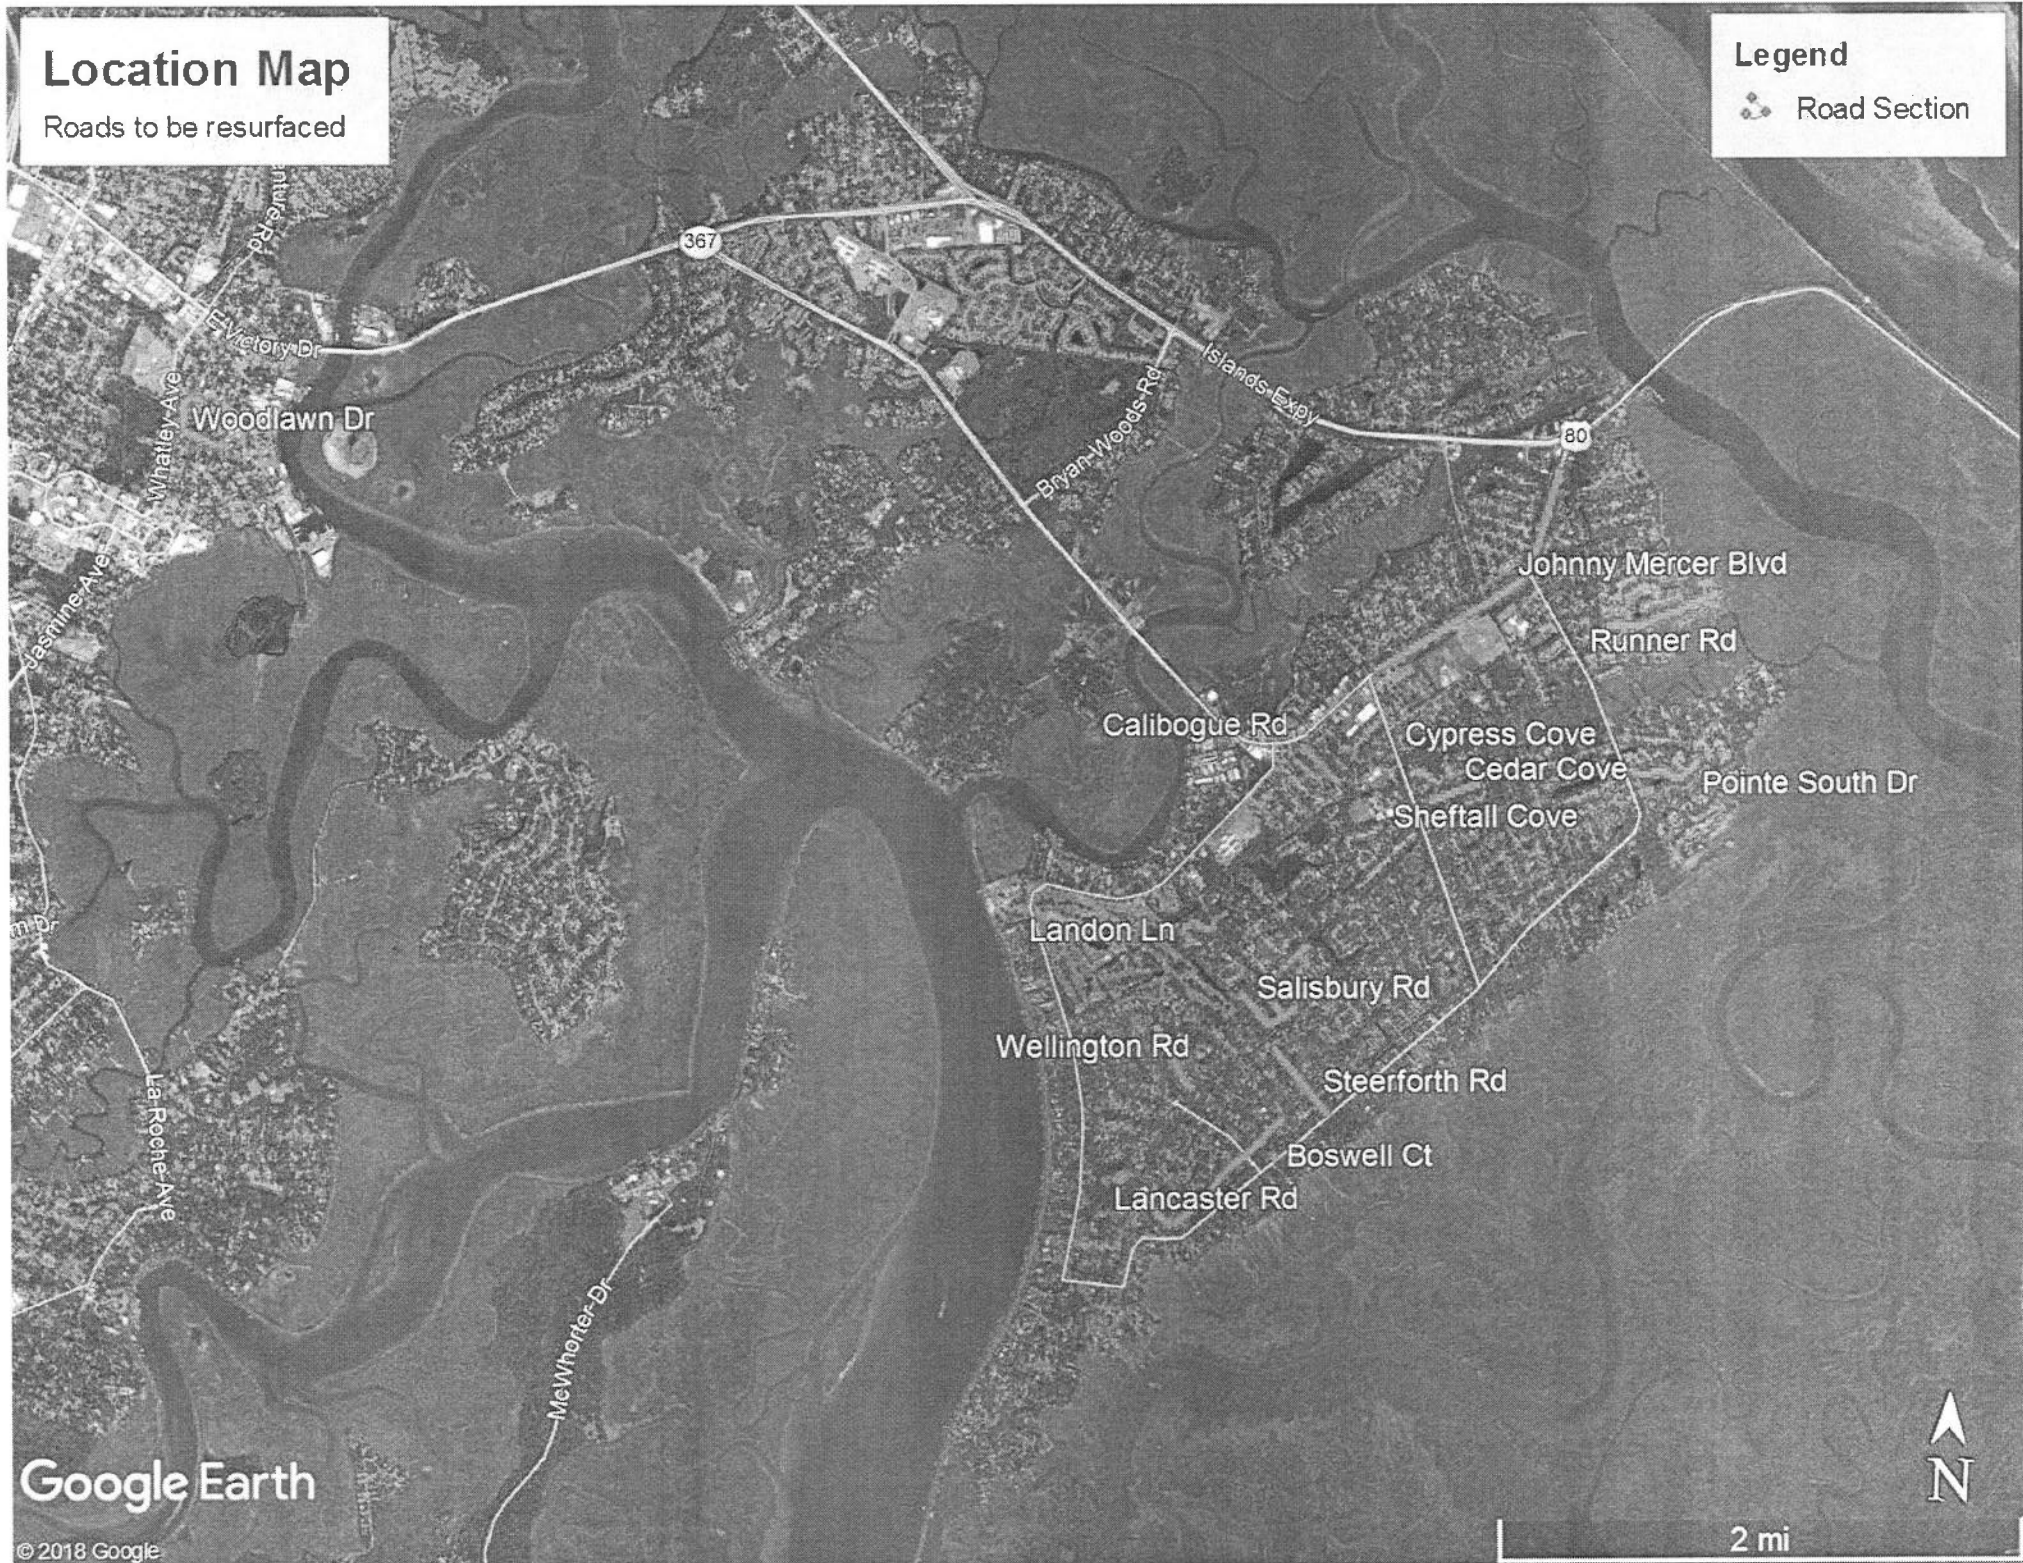 Location Map
Roads to be resurfaced
Legend
Road Section
367
E Victory Dr
Whatley Ave
Woodlawn Dr
Islands Expy
Bryan Woods Rd
80
Jasmine Ave
Johnny Mercer Blvd
Runner Rd
Calibogue Rd
Cypress Cove
Cedar Cove
Pointe South Dr
Sheftall Cove
Landon Ln
Salisbury Rd
Wellington Rd
Steerforth Rd
La Roche Ave
Boswell Ct
Lancaster Rd
McWhorter Dr
Google Earth
N
© 2018 Google
2 mi